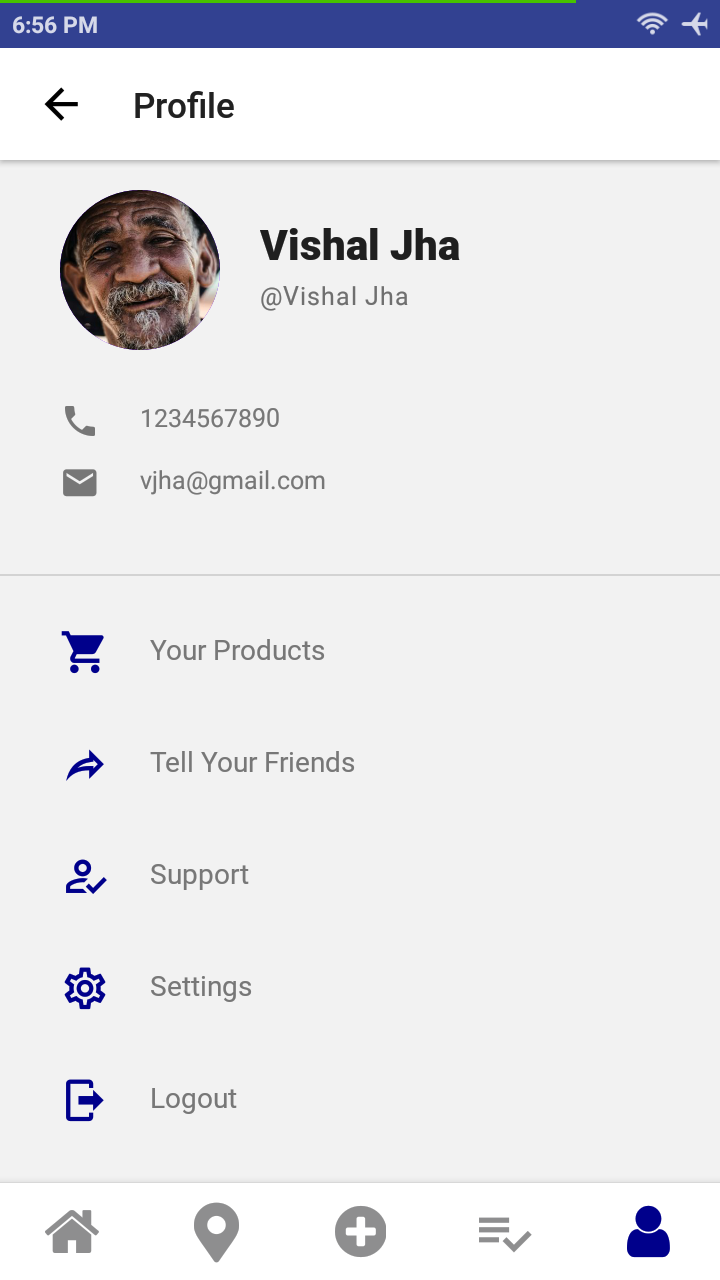 6:56 PM
Profile
Vishal Jha
@Vishal Jha
1234567890
vjha@gmail.com
Your Products
Tell Your Friends
Support
Settings
Logout